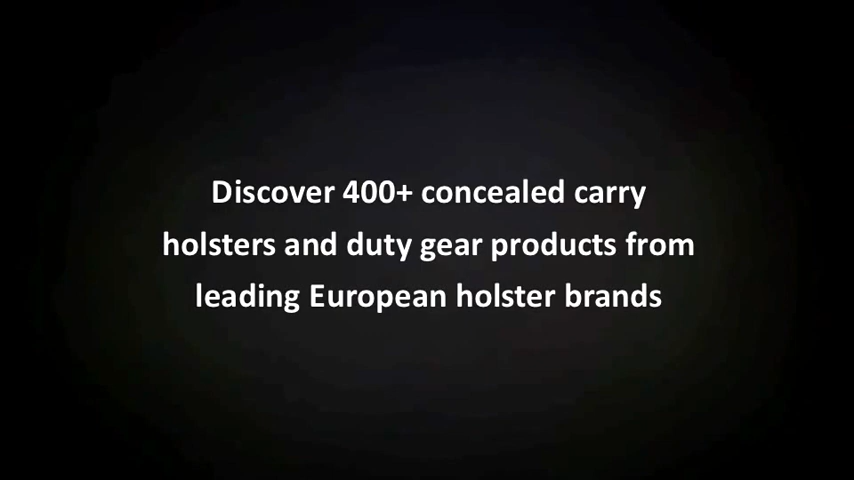 Discover 400+ concealed carry
holsters and duty gear products from
leading European holster brands